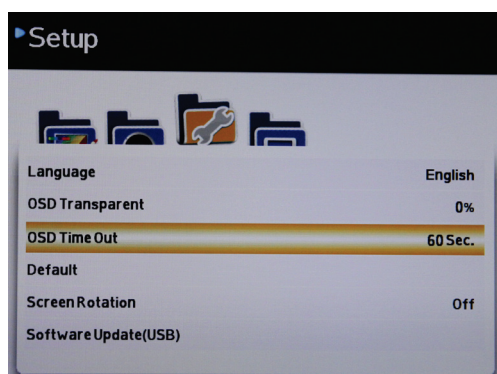 Setup
Language English
OSD Transparent 0%
OSD Time Out 60 Sec.
Default
Screen Rotation Off
Software Update(USB)